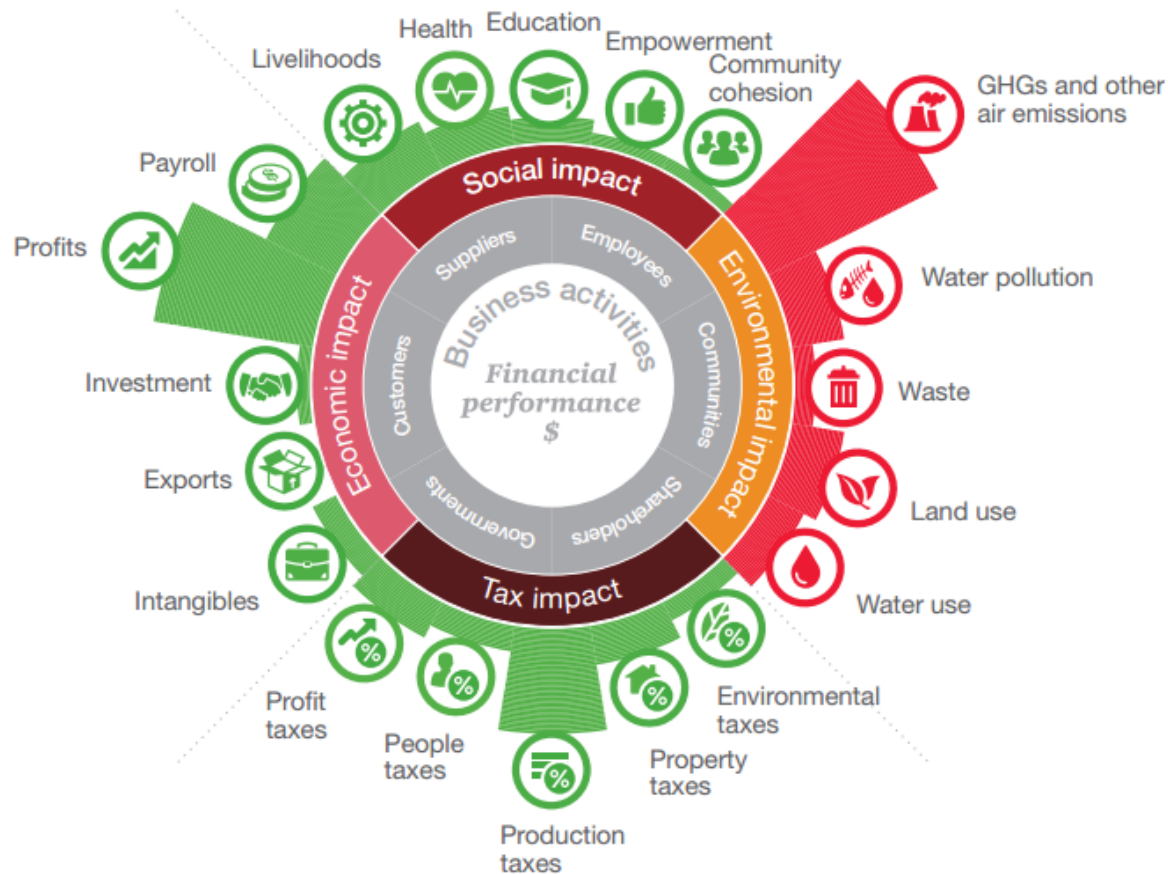 Education
Health
Empowerment
Livelihoods
Community
cohesion
GHGs and other
air emissions
Payroll
Social impact
Profits
Suppliers
Employees
Water pollution
Environmental impact
Economic impact
Business activities
Financial
performance
$
Customers
Communities
Investment
Waste
Exports
Governments
Shareholders
Land use
Intangibles
Tax impact
Water use
%
%
%
%
%
Profit
taxes
People
taxes
Environmental
taxes
Property
taxes
Production
taxes